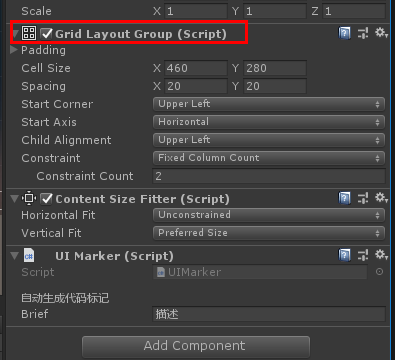 Scale X 1 Y 1 Z 1
Grid Layout Group (Script)
Padding
Cell Size X 460 Y 280
Spacing X 20 Y 20
Start Corner Upper Left
Start Axis Horizontal
Child Alignment Upper Left
Constraint Fixed Column Count
Constraint Count 2
Content Size Fitter (Script)
Horizontal Fit Unconstrained
Vertical Fit Preferred Size
UI Marker (Script)
Script UIMarker
自动生成代码标记
Brief 描述
Add Component